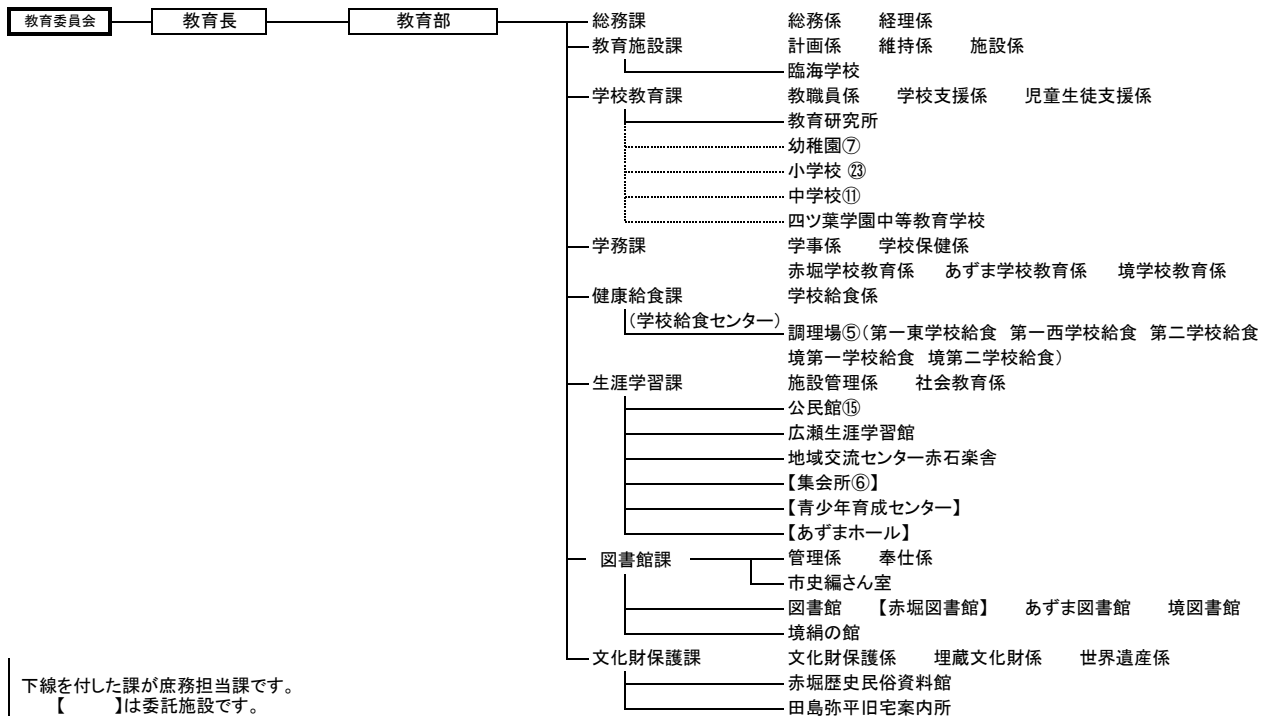 教育委員会 教育長 教育部 総務課 総務係 経理係
教育施設課 計画係 維持係 施設係
臨海学校
学校教育課 教職員係 学校支援係 児童生徒支援係
教育研究所
幼稚園⑦
小学校 ㉓
中学校⑪
四ツ葉学園中等教育学校
学務課 学事係 学校保健係
赤堀学校教育係 あずま学校教育係 境学校教育係
健康給食課 学校給食係
(学校給食センター)
調理場⑤(第一東学校給食 第一西学校給食 第二学校給食
境第一学校給食 境第二学校給食)
生涯学習課 施設管理係 社会教育係
公民館⑮
広瀬生涯学習館
地域交流センター赤石楽舎
【集会所⑥】
【青少年育成センター】
【あずまホール】
図書館課 管理係 奉仕係
市史編さん室
図書館 【赤堀図書館】 あずま図書館 境図書館
境絹の館
文化財保護課 文化財保護係 埋蔵文化財係 世界遺産係
赤堀歴史民俗資料館
田島弥平旧宅案内所
下線を付した課が庶務担当課です。
【 】は委託施設です。